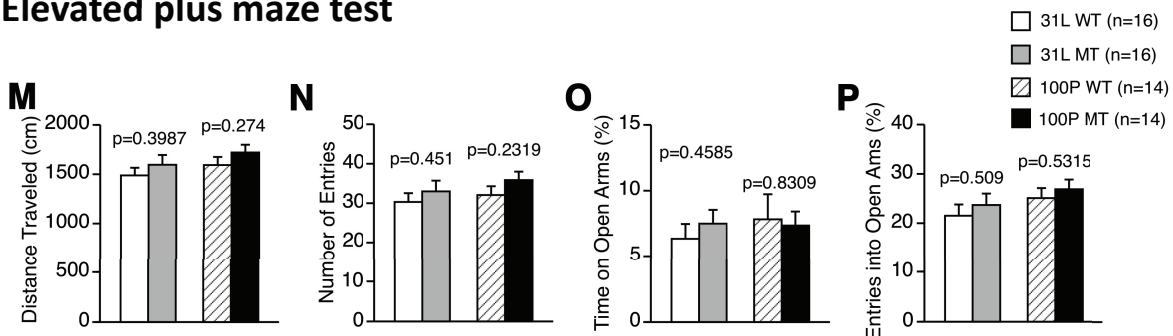 Elevated plus maze test
31L WT (n=16)
31L MT (n=16)
100P WT (n=14)
100P MT (n=14)
M
Distance Traveled (cm)
2000
1500
1000
500
0
p=0.3987
p=0.274
N
Number of Entries
50
40
30
20
10
0
p=0.451
p=0.2319
O
Time on Open Arms (%)
15
10
5
0
p=0.4585
p=0.8309
P
Entries into Open Ams (%)
40
30
20
10
0
p=0.509
p=0.5315